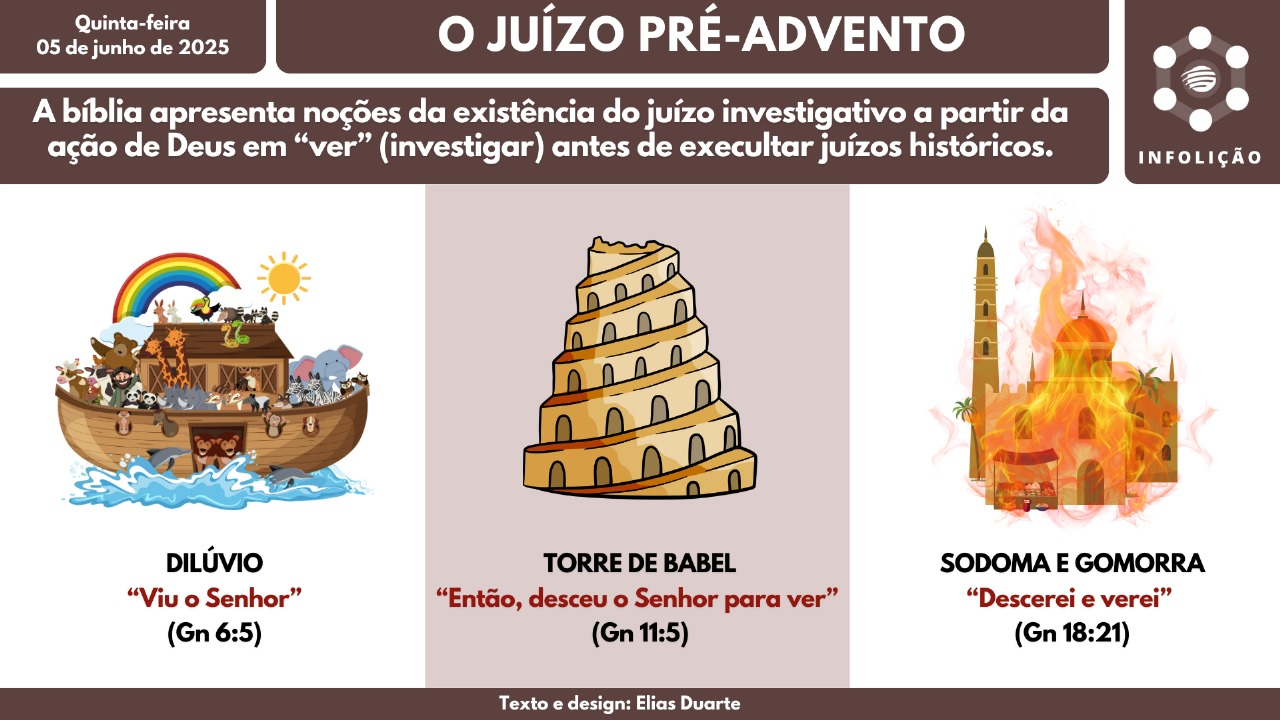 Quinta-feira
05 de junho de 2025
O JUÍZO PRÉ-ADVENTO
INFOLIÇÃO
A bíblia apresenta noções da existência do juízo investigativo a partir da
ação de Deus em “ver” (investigar) antes de execultar juízos históricos.
DILÚVIO
“Viu o Senhor”
(Gn 6:5)
TORRE DE BABEL
“Então, desceu o Senhor para ver”
(Gn 11:5)
SODOMA E GOMORRA
“Descerei e verei”
(Gn 18:21)
Texto e design: Elias Duarte